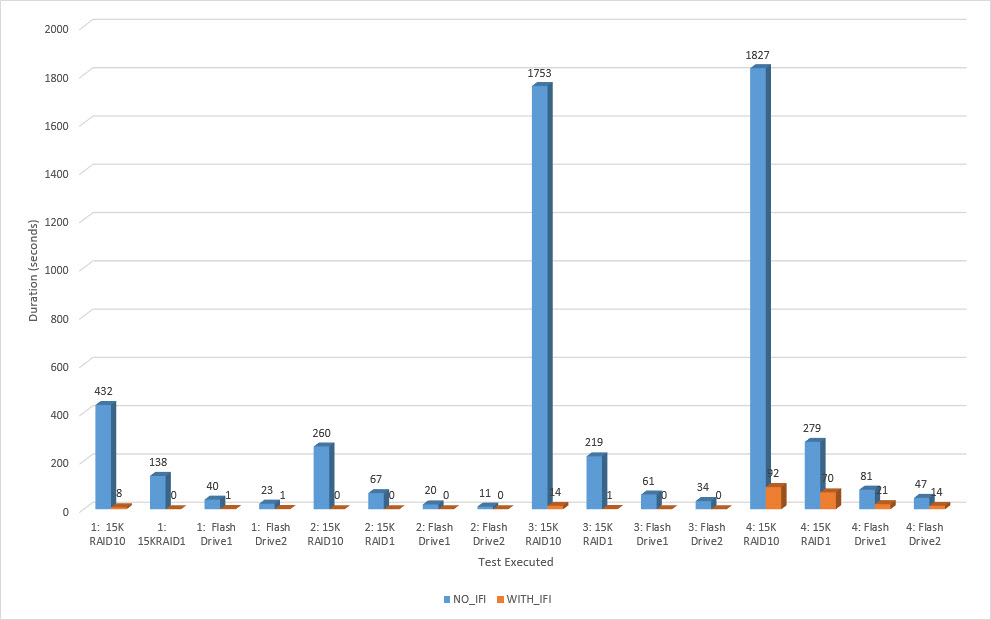 2000
1800
1600
1400
1200
1000
800
600
400
200
0
Duration (seconds)
432
8
138
0
40
1
23
1
260
0
67
0
20
0
11
0
1753
14
219
1
61
0
34
0
1827
92
279
70
81
21
47
14
1: 15K
RAID10
1:
15KRAID1
1: Flash
Drive1
1: Flash
Drive2
2: 15K
RAID10
2: 15K
RAID1
2: Flash
Drive1
2: Flash
Drive2
3: 15K
RAID10
3: 15K
RAID1
3: Flash
Drive1
3: Flash
Drive2
4: 15K
RAID10
4: 15K
RAID1
4: Flash
Drive1
4: Flash
Drive2
Test Executed
NO_IFI
WITH_IFI